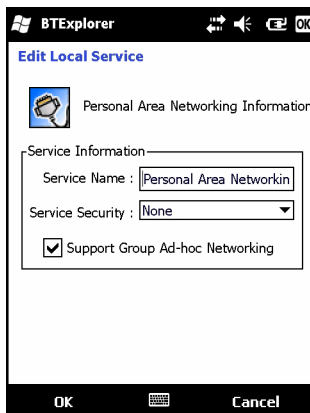 BTExplorer OK
Edit Local Service
Personal Area Networking Information
Service Information
Service Name : Personal Area Networkin
Service Security : None
Support Group Ad-hoc Networking
OK Cancel